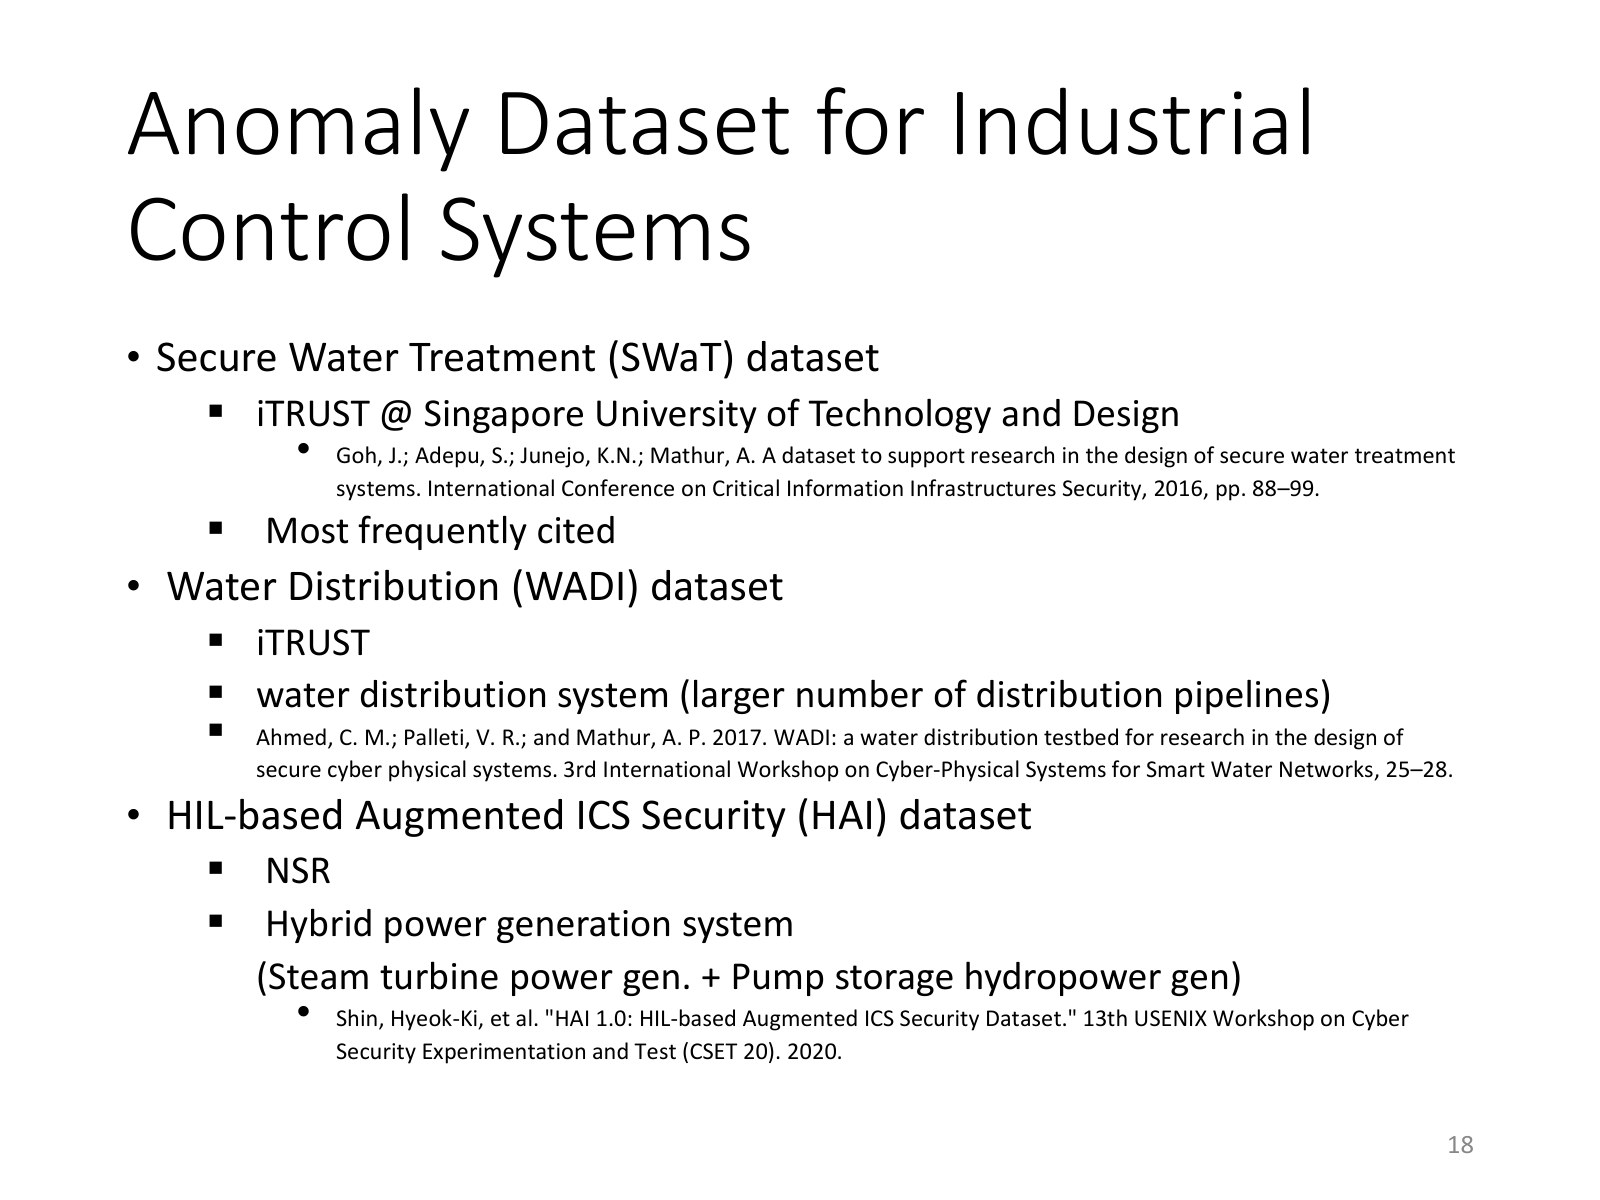 Anomaly Dataset for Industrial
Control Systems
• Secure Water Treatment (SWaT) dataset
▪ iTRUST @ Singapore University of Technology and Design
• Goh, J.; Adepu, S.; Junejo, K.N.; Mathur, A. A dataset to support research in the design of secure water treatment
systems. International Conference on Critical Information Infrastructures Security, 2016, pp. 88–99.
▪ Most frequently cited
• Water Distribution (WADI) dataset
▪ iTRUST
▪ water distribution system (larger number of distribution pipelines)
▪ Ahmed, C. M.; Palleti, V. R.; and Mathur, A. P. 2017. WADI: a water distribution testbed for research in the design of
secure cyber physical systems. 3rd International Workshop on Cyber-Physical Systems for Smart Water Networks, 25–28.
• HIL-based Augmented ICS Security (HAI) dataset
▪ NSR
▪ Hybrid power generation system
(Steam turbine power gen. + Pump storage hydropower gen)
• Shin, Hyeok-Ki, et al. "HAI 1.0: HIL-based Augmented ICS Security Dataset." 13th USENIX Workshop on Cyber
Security Experimentation and Test (CSET 20). 2020.
18